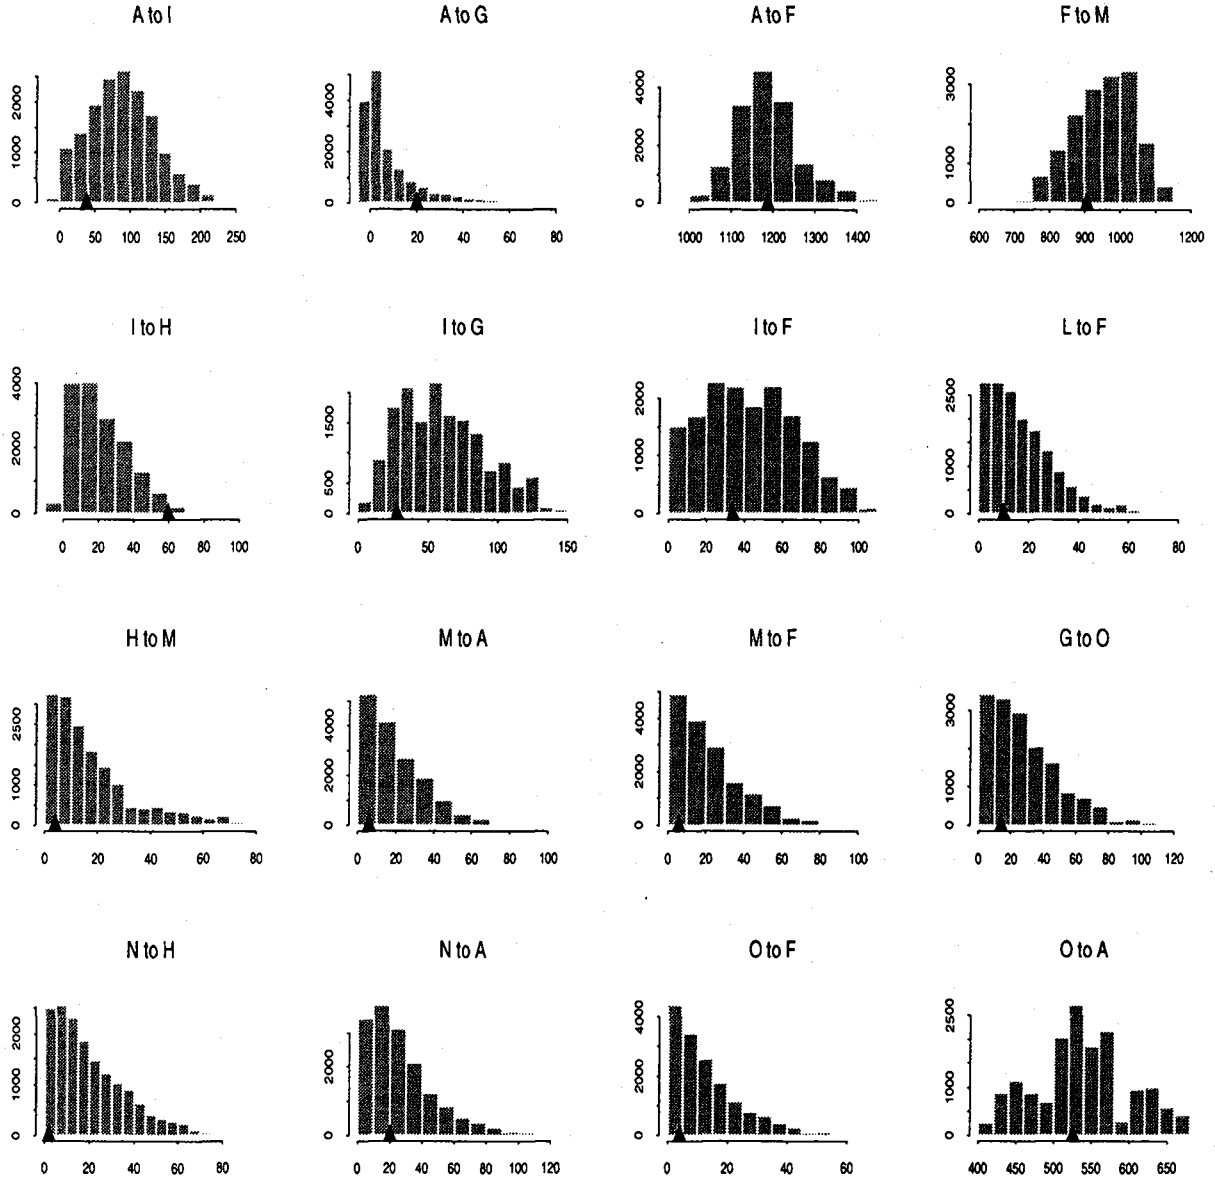 A to I
A to G
A to F
F to M
0 1000 2000
0 50 100 150 200 250
0 2000 4000
0 20 40 60 80
0 2000 4000
1000 1100 1200 1300 1400
0 1000 3000
600 700 800 900 1000 1200
I to H
I to G
I to F
L to F
0 2000 4000
0 20 40 60 80 100
0 500 1500
50 100 150
0 1000 2000
0 20 40 60 80 100
0 1000 2500
0 20 40 60 80
H to M
M to A
M to F
G to O
0 1000 2500
0 20 40 60 80
0 2000 4000
0 20 40 60 80 100
0 2000 4000
0 20 40 60 80 100
0 1000 3000
0 20 40 60 80 100 120
N to H
N to A
O to F
O to A
0 1000 2000
0 20 40 60 80
0 2000
0 20 40 60 80 100 120
0 2000 4000
0 20 40 60
0 1000 2500
400 450 500 550 600 650